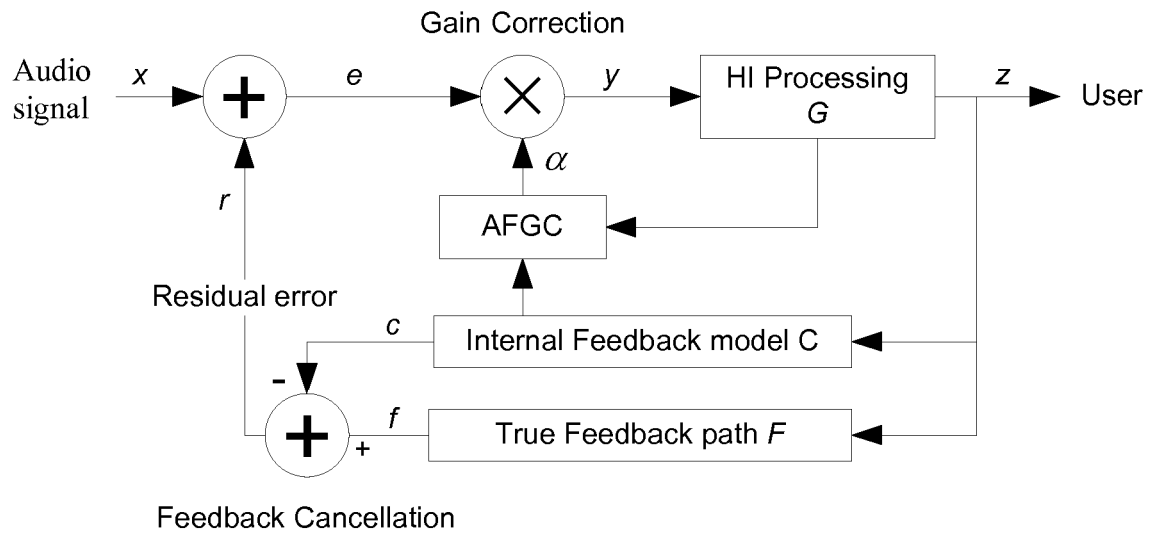 Gain Correction
Audio
signal
x
+
e
×
y
HI Processing
G
z
User
α
r
AFGC
Residual error
c
Internal Feedback model C
-
+
f
+
True Feedback path F
Feedback Cancellation